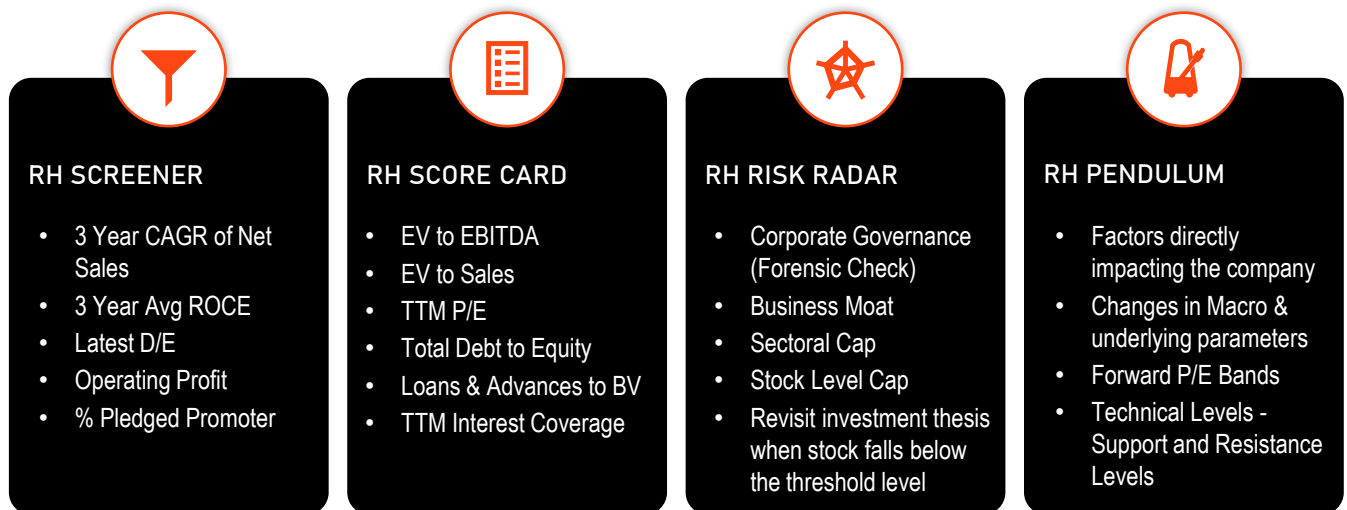 RH SCREENER
• 3 Year CAGR of Net
Sales
• 3 Year Avg ROCE
• Latest D/E
• Operating Profit
• % Pledged Promoter
RH SCORE CARD
• EV to EBITDA
• EV to Sales
• TTM P/E
• Total Debt to Equity
• Loans & Advances to BV
• TTM Interest Coverage
RH RISK RADAR
• Corporate Governance
(Forensic Check)
• Business Moat
• Sectoral Cap
• Stock Level Cap
• Revisit investment thesis
when stock falls below
the threshold level
RH PENDULUM
• Factors directly
impacting the company
• Changes in Macro &
underlying parameters
• Forward P/E Bands
• Technical Levels -
Support and Resistance
Levels